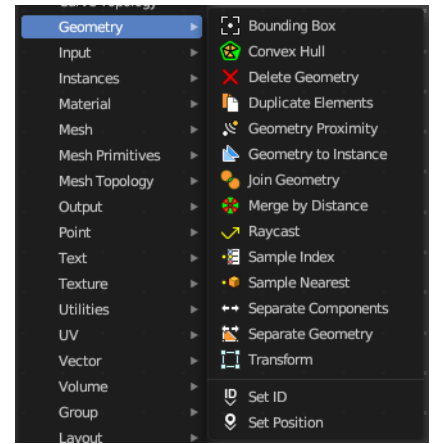 Geometry
Input
Instances
Material
Mesh
Mesh Primitives
Mesh Topology
Output
Point
Text
Texture
Utilities
UV
Vector
Volume
Group
Layout
Bounding Box
Convex Hull
Delete Geometry
Duplicate Elements
Geometry Proximity
Geometry to Instance
Join Geometry
Merge by Distance
Raycast
Sample Index
Sample Nearest
Separate Components
Separate Geometry
Transform
ID Set ID
Set Position